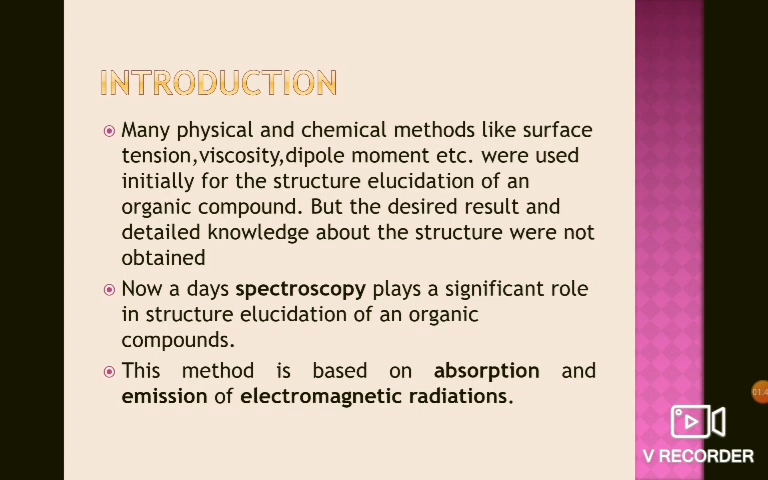 INTRODUCTION
Many physical and chemical methods like surface
tension,viscosity,dipole moment etc. were used
initially for the structure elucidation of an
organic compound. But the desired result and
detailed knowledge about the structure were not
obtained
Now a days spectroscopy plays a significant role
in structure elucidation of an organic
compounds.
This method is based on absorption and
emission of electromagnetic radiations.
V RECORDER